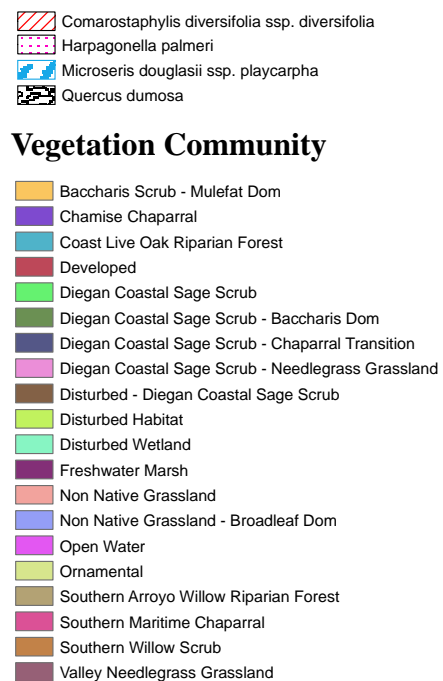 Comarostaphylis diversifolia ssp. diversifolia
Harpagonella palmeri
Microseris douglasii ssp. playcarpha
Quercus dumosa
Vegetation Community
Baccharis Scrub - Mulefat Dom
Chamise Chaparral
Coast Live Oak Riparian Forest
Developed
Diegan Coastal Sage Scrub
Diegan Coastal Sage Scrub - Baccharis Dom
Diegan Coastal Sage Scrub - Chaparral Transition
Diegan Coastal Sage Scrub - Needlegrass Grassland
Disturbed - Diegan Coastal Sage Scrub
Disturbed Habitat
Disturbed Wetland
Freshwater Marsh
Non Native Grassland
Non Native Grassland - Broadleaf Dom
Open Water
Ornamental
Southern Arroyo Willow Riparian Forest
Southern Maritime Chaparral
Southern Willow Scrub
Valley Needlegrass Grassland